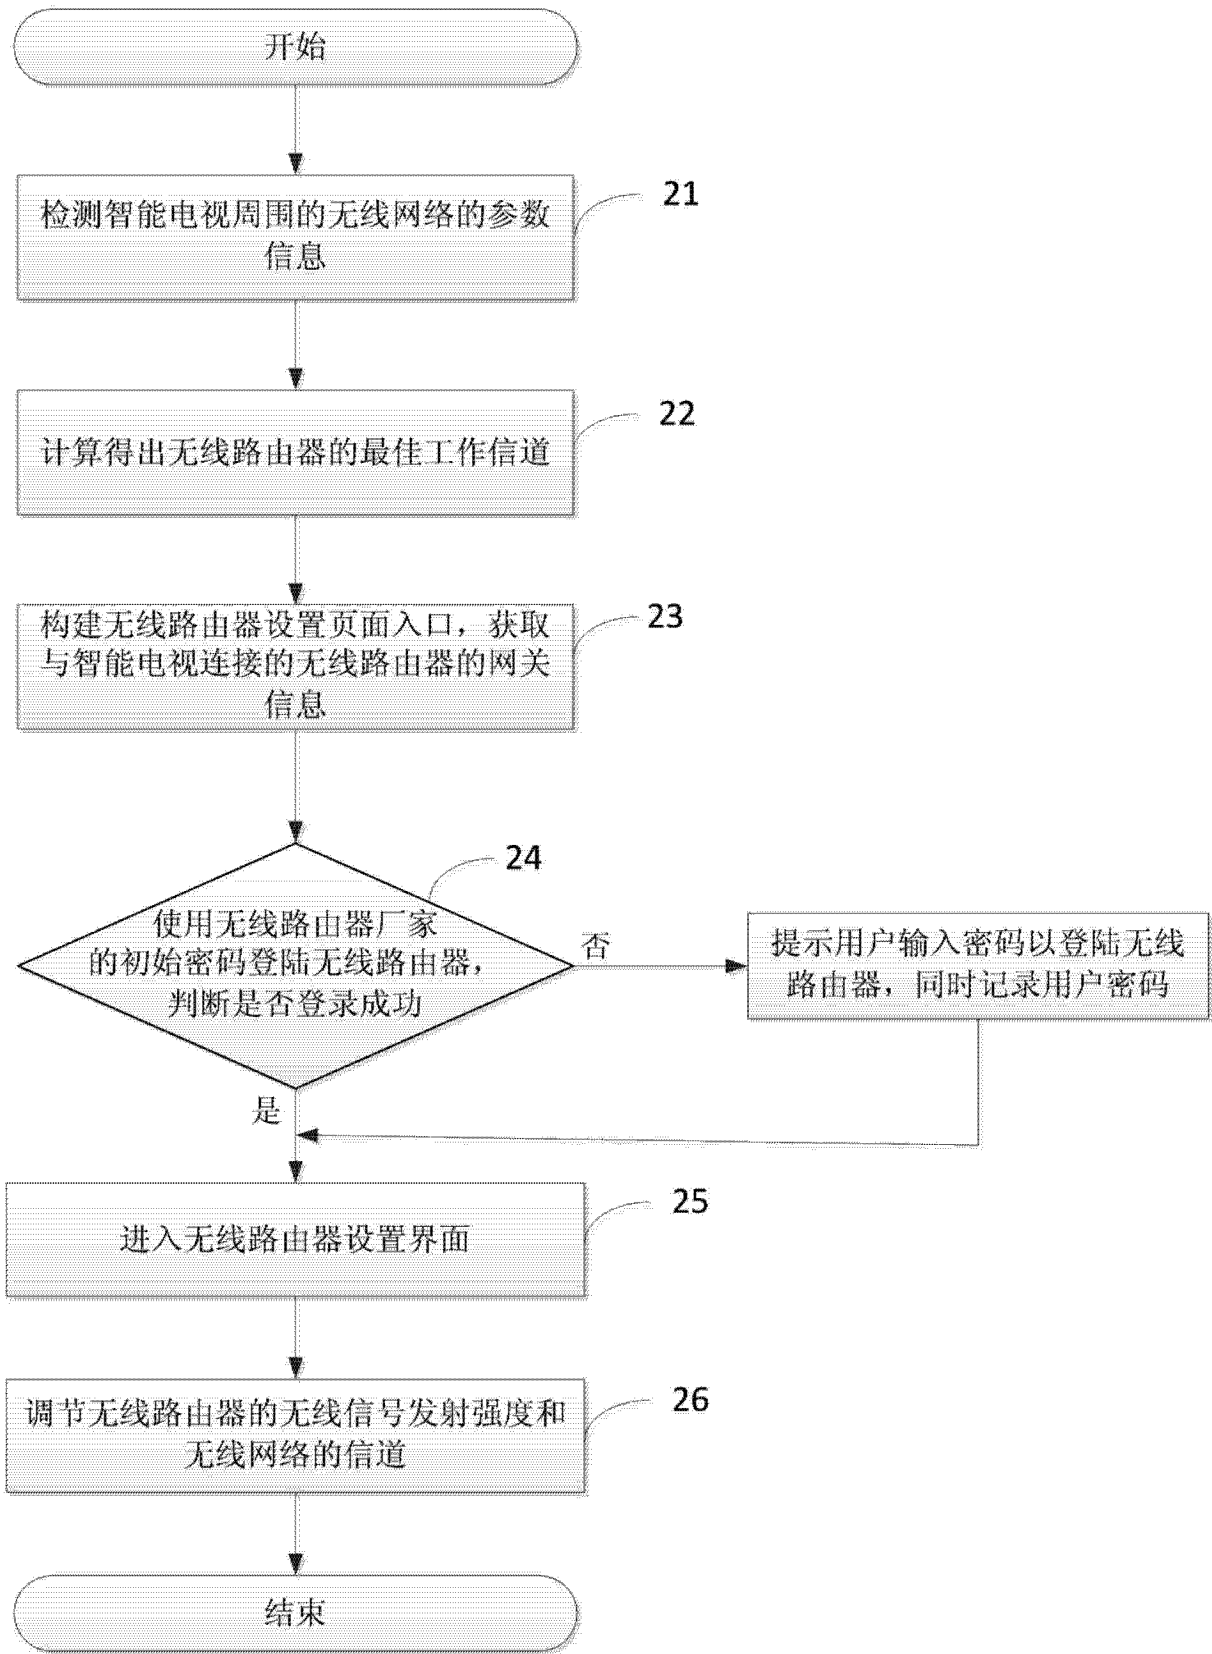 开始
检测智能电视周围的无线网络的参数
信息
21
计算得出无线路由器的最佳工作信道
22
构建无线路由器设置页面入口，获取
与智能电视连接的无线路由器的网关
信息
23
使用无线路由器厂家
的初始密码登陆无线路由器，
判断是否登录成功
24
否
提示用户输入密码以登陆无线
路由器，同时记录用户密码
是
进入无线路由器设置界面
25
调节无线路由器的无线信号发射强度和
无线网络的信道
26
结束